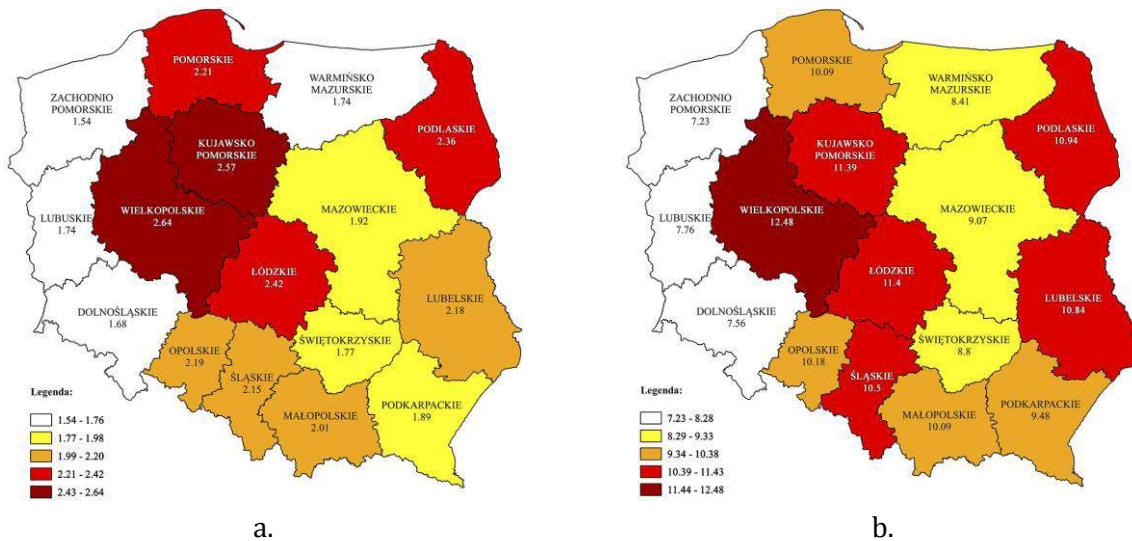 POMORSKIE
2.21
WARMIŃSKO
MAZURSKIE
1.74
ZACHODNIO
POMORSKIE
1.54
PODLASKIE
2.36
KUJAWSKO
POMORSKIE
2.57
WIELKOPOLSKIE
2.64
MAZOWIECKIE
1.92
LUBUSKIE
1.74
ŁÓDZKIE
2.42
LUBELSKIE
2.18
DOLNOŚLĄSKIE
1.68
OPOLSKIE
2.19
ŚLĄSKIE
2.15
ŚWIĘTOKRZYSKIE
1.77
MAŁOPOLSKIE
2.01
PODKARPACKIE
1.89
Legenda:
1.54 - 1.76
1.77 - 1.98
1.99 - 2.20
2.21 - 2.42
2.43 - 2.64
a.
POMORSKIE
10.09
WARMIŃSKO
MAZURSKIE
8.41
ZACHODNIO
POMORSKIE
7.23
PODLASKIE
10.94
KUJAWSKO
POMORSKIE
11.39
WIELKOPOLSKIE
12.48
MAZOWIECKIE
9.07
LUBUSKIE
7.76
ŁÓDZKIE
11.4
LUBELSKIE
10.84
DOLNOŚLĄSKIE
7.56
OPOLSKIE
10.18
ŚLĄSKIE
10.5
ŚWIĘTOKRZYSKIE
8.8
MAŁOPOLSKIE
10.09
PODKARPACKIE
9.48
Legenda:
7.23 - 8.28
8.29 - 9.33
9.34 - 10.38
10.39 - 11.43
11.44 - 12.48
b.